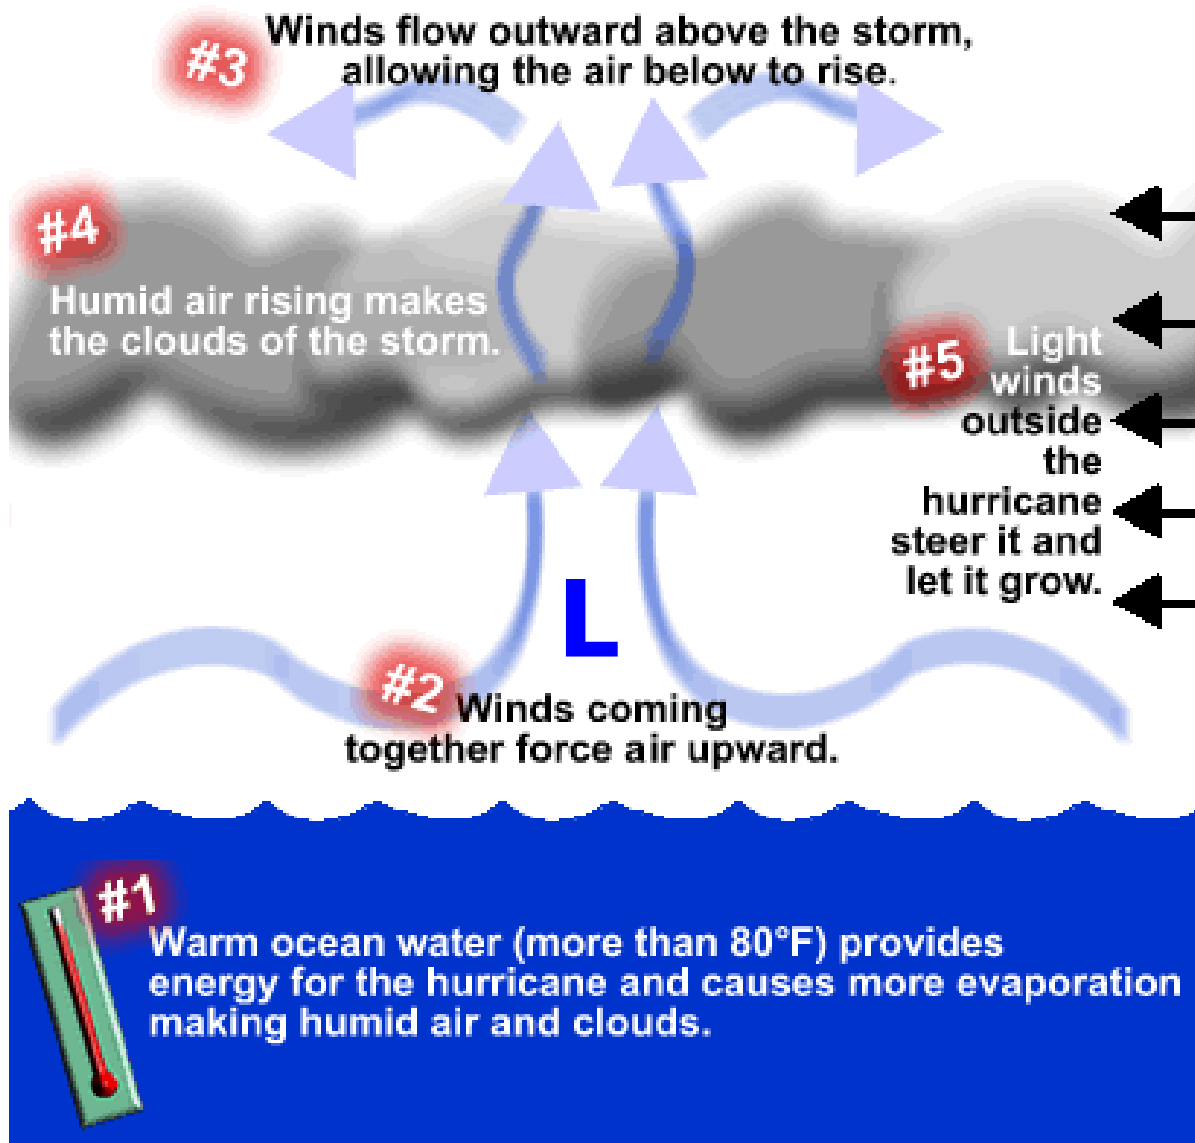 #3
Winds flow outward above the storm,
allowing the air below to rise.
#4
Humid air rising makes
the clouds of the storm.
#5
Light
winds
outside
the
hurricane
steer it and
let it grow.
L
#2
Winds coming
together force air upward.
#1
Warm ocean water (more than 80°F) provides
energy for the hurricane and causes more evaporation
making humid air and clouds.